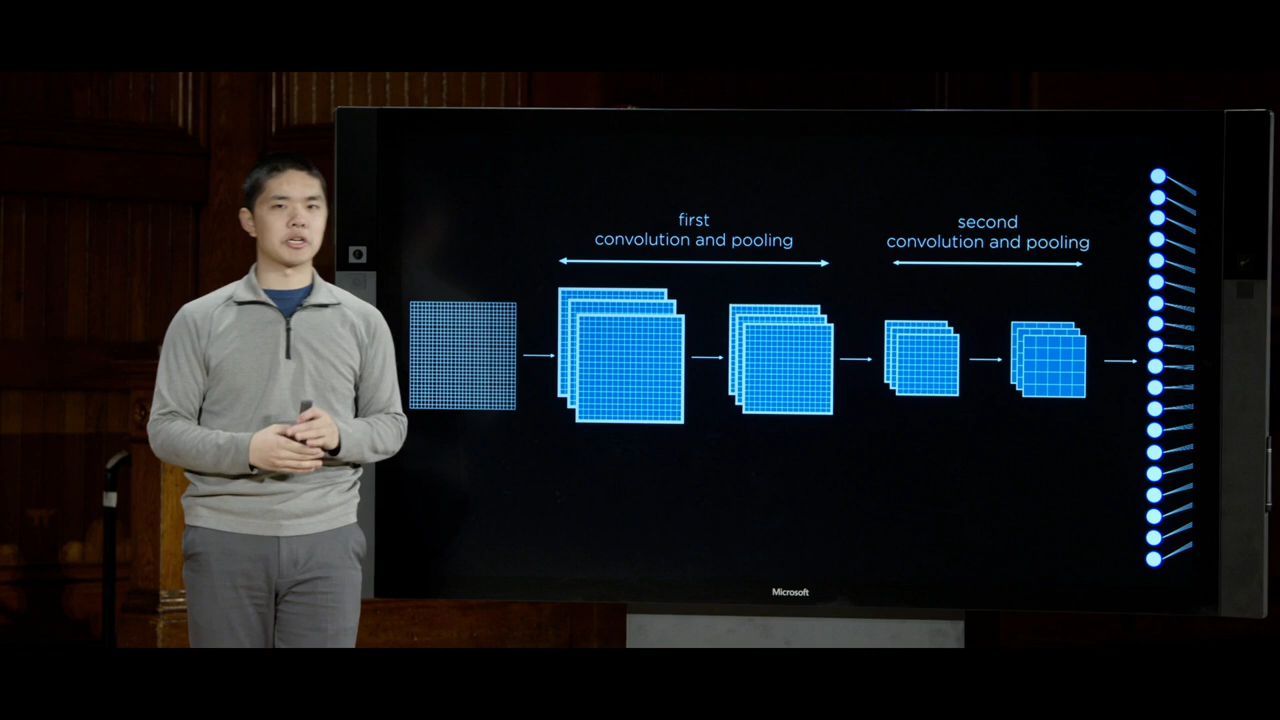 first
convolution and pooling
second
convolution and pooling
Microsoft